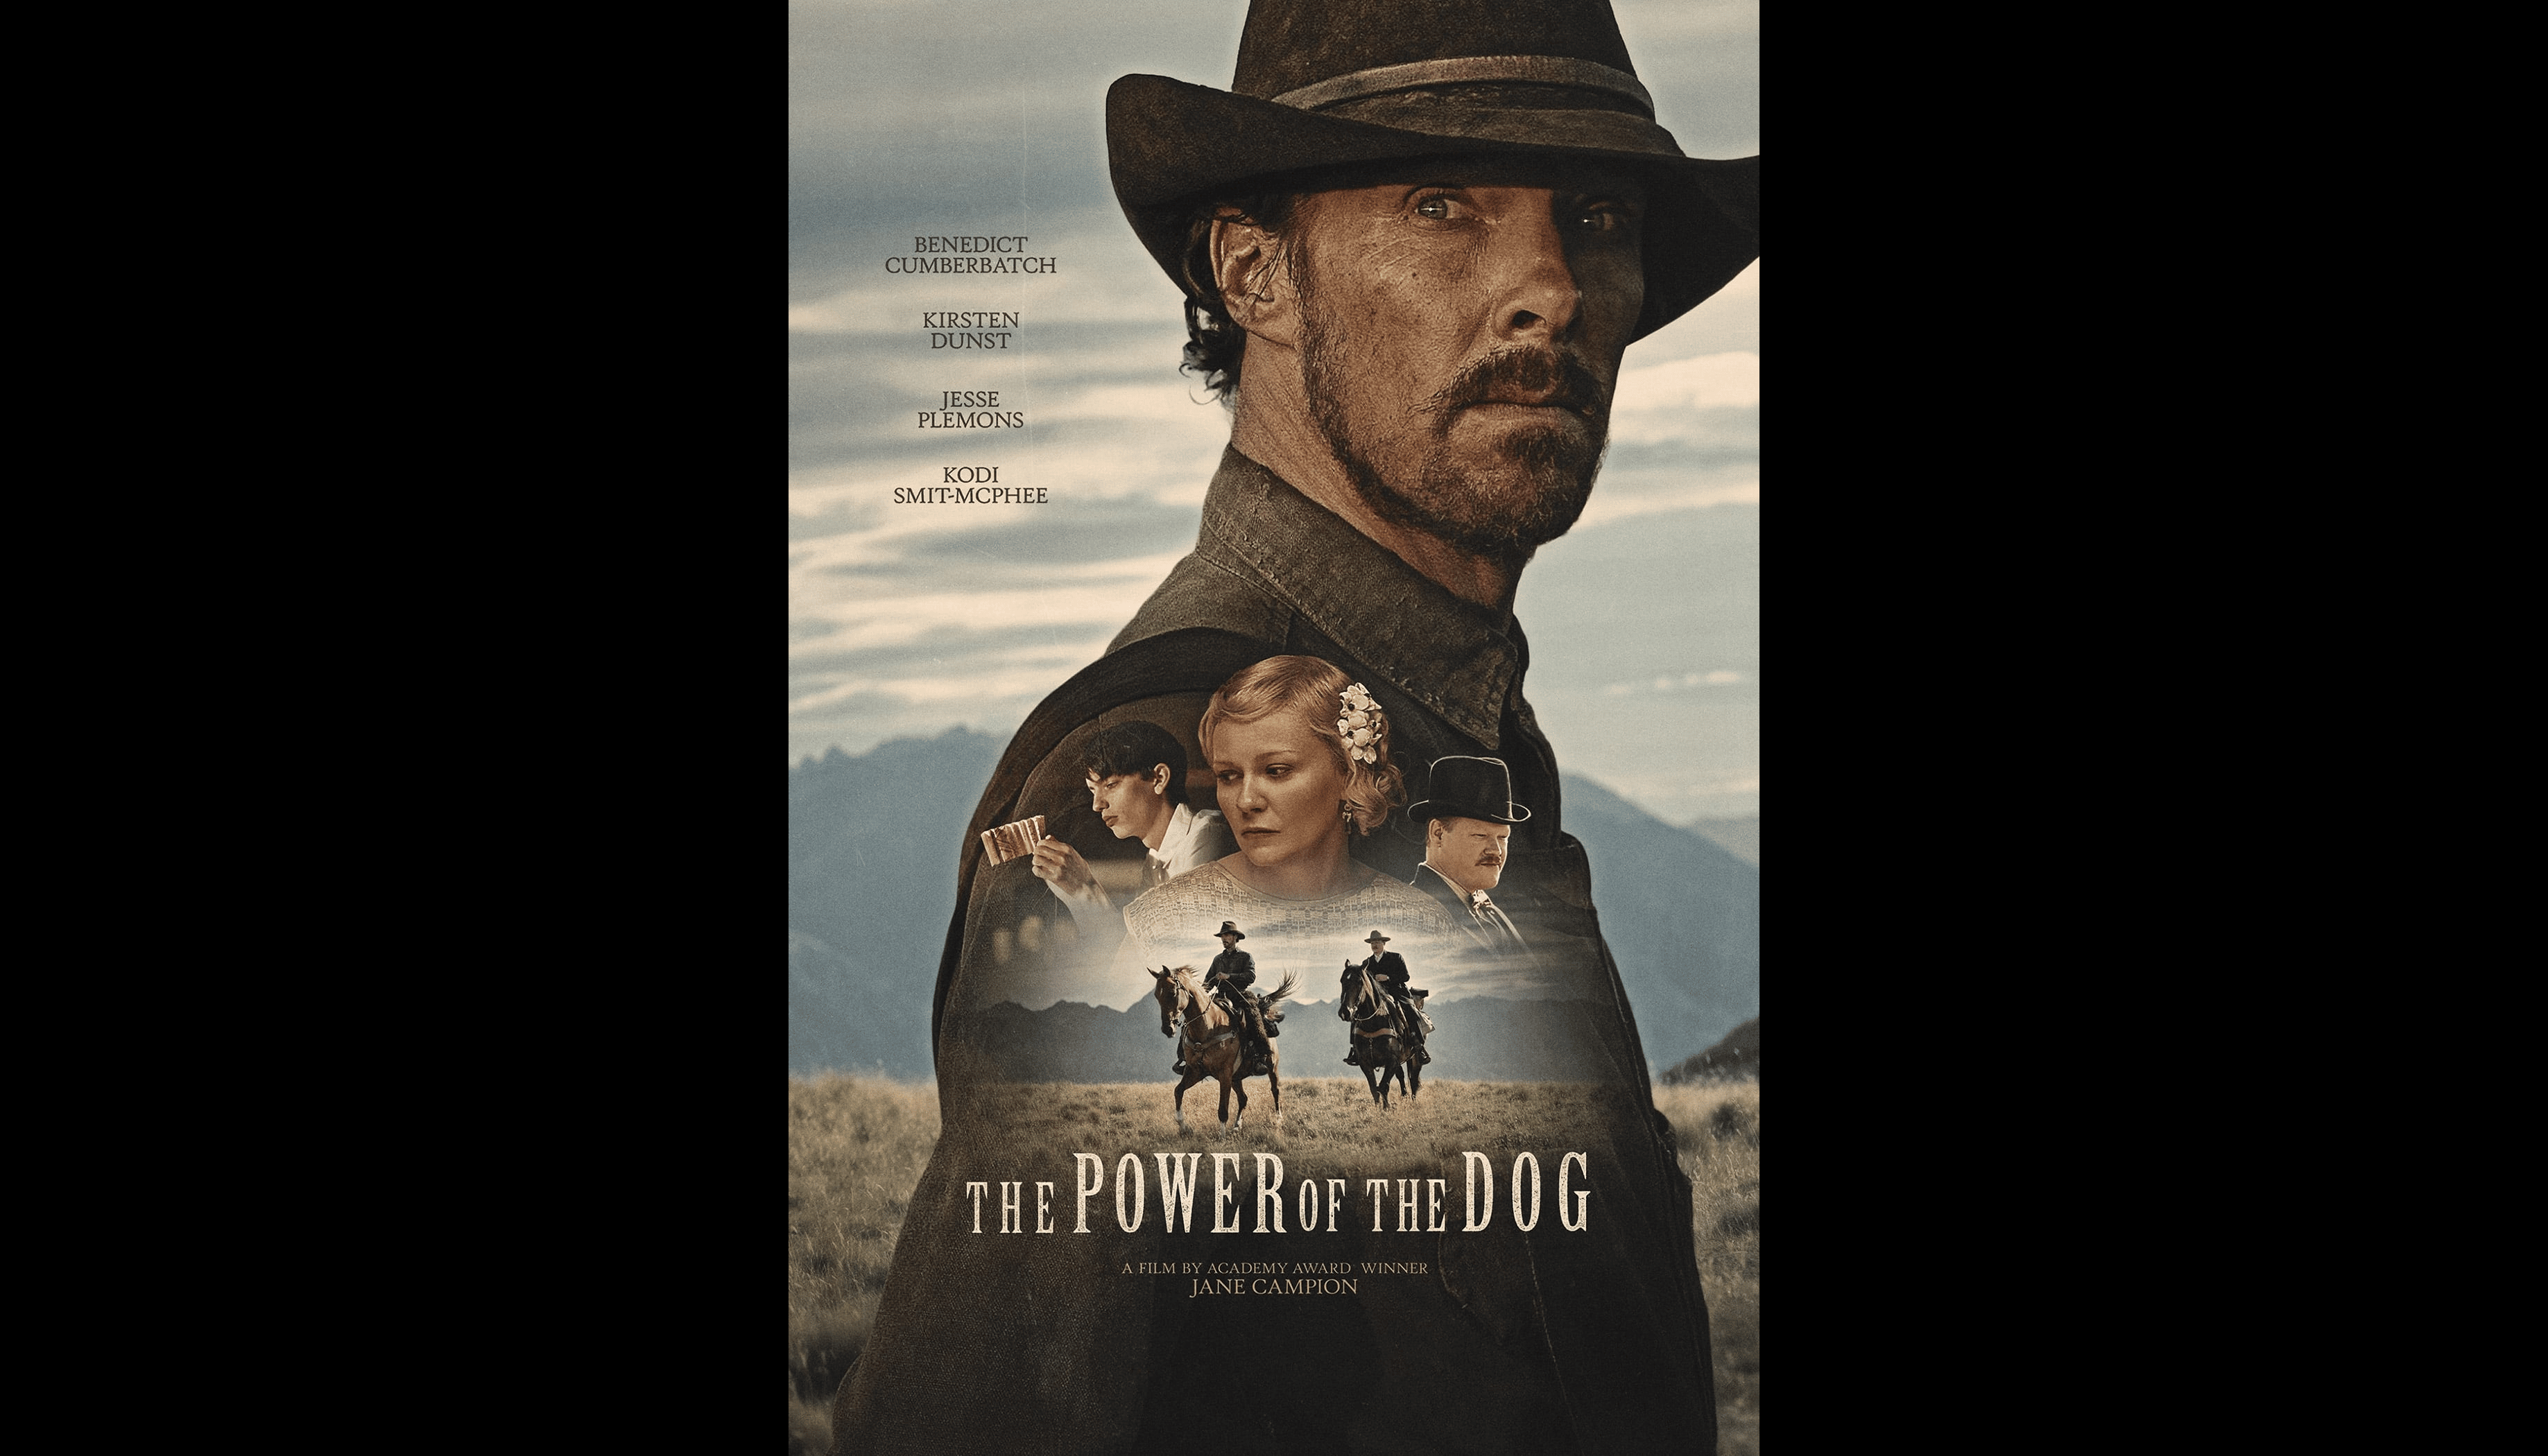 BENEDICT
CUMBERBATCH
KIRSTEN
DUNST
JESSE
PLEMONS
KODI
SMIT-MCPHEE
THE POWER OF THE DOG
A FILM BY ACADEMY AWARD WINNER
JANE CAMPION